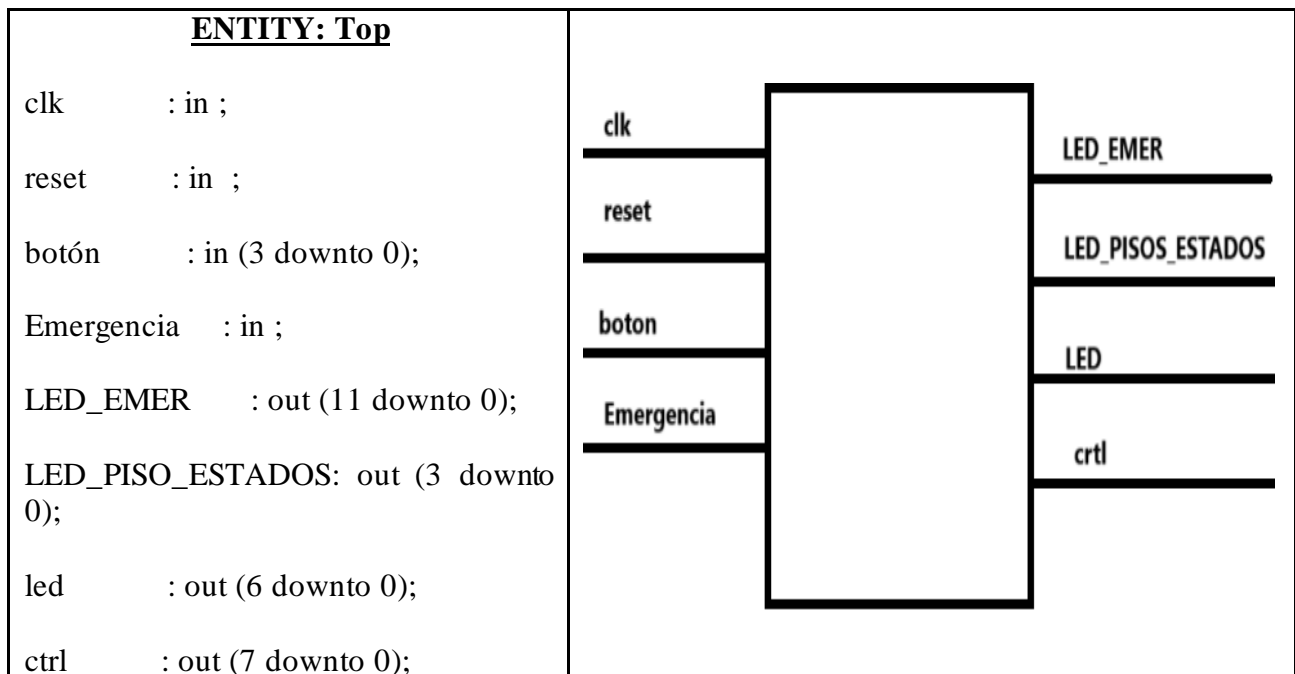 ENTITY: Top
clk : in ;
reset : in ;
botón : in (3 downto 0);
Emergencia : in ;
LED_EMER : out (11 downto 0);
LED_PISO_ESTADOS: out (3 downto
0);
led : out (6 downto 0);
ctrl : out (7 downto 0);
clk
reset
boton
Emergencia
LED_EMER
LED_PISOS_ESTADOS
LED
crtl